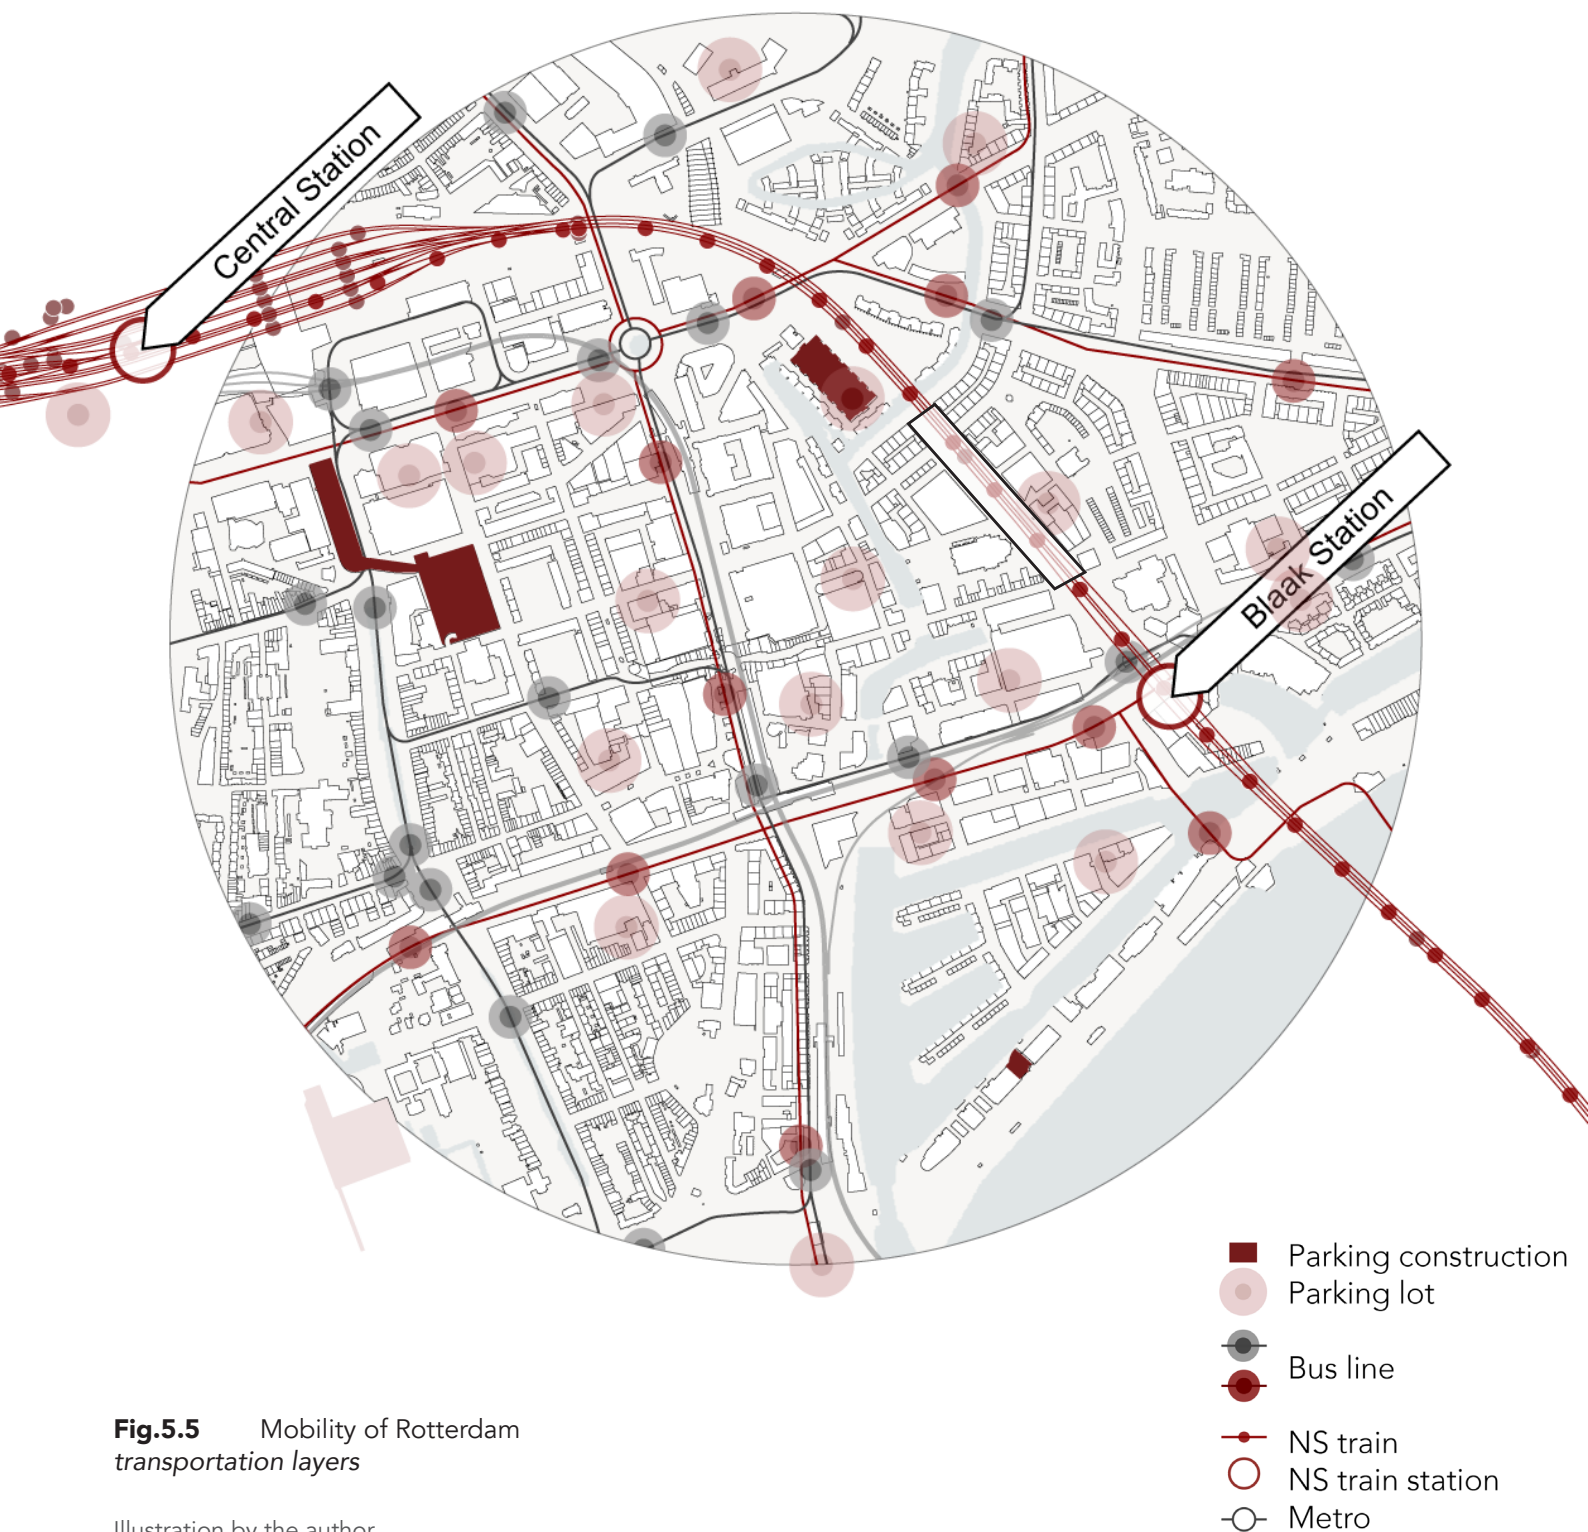 Central Station
Blaak Station
Parking construction
Parking lot
Bus line
NS train
NS train station
Metro
Fig.5.5 Mobility of Rotterdam
transportation layers
Illustration by the author